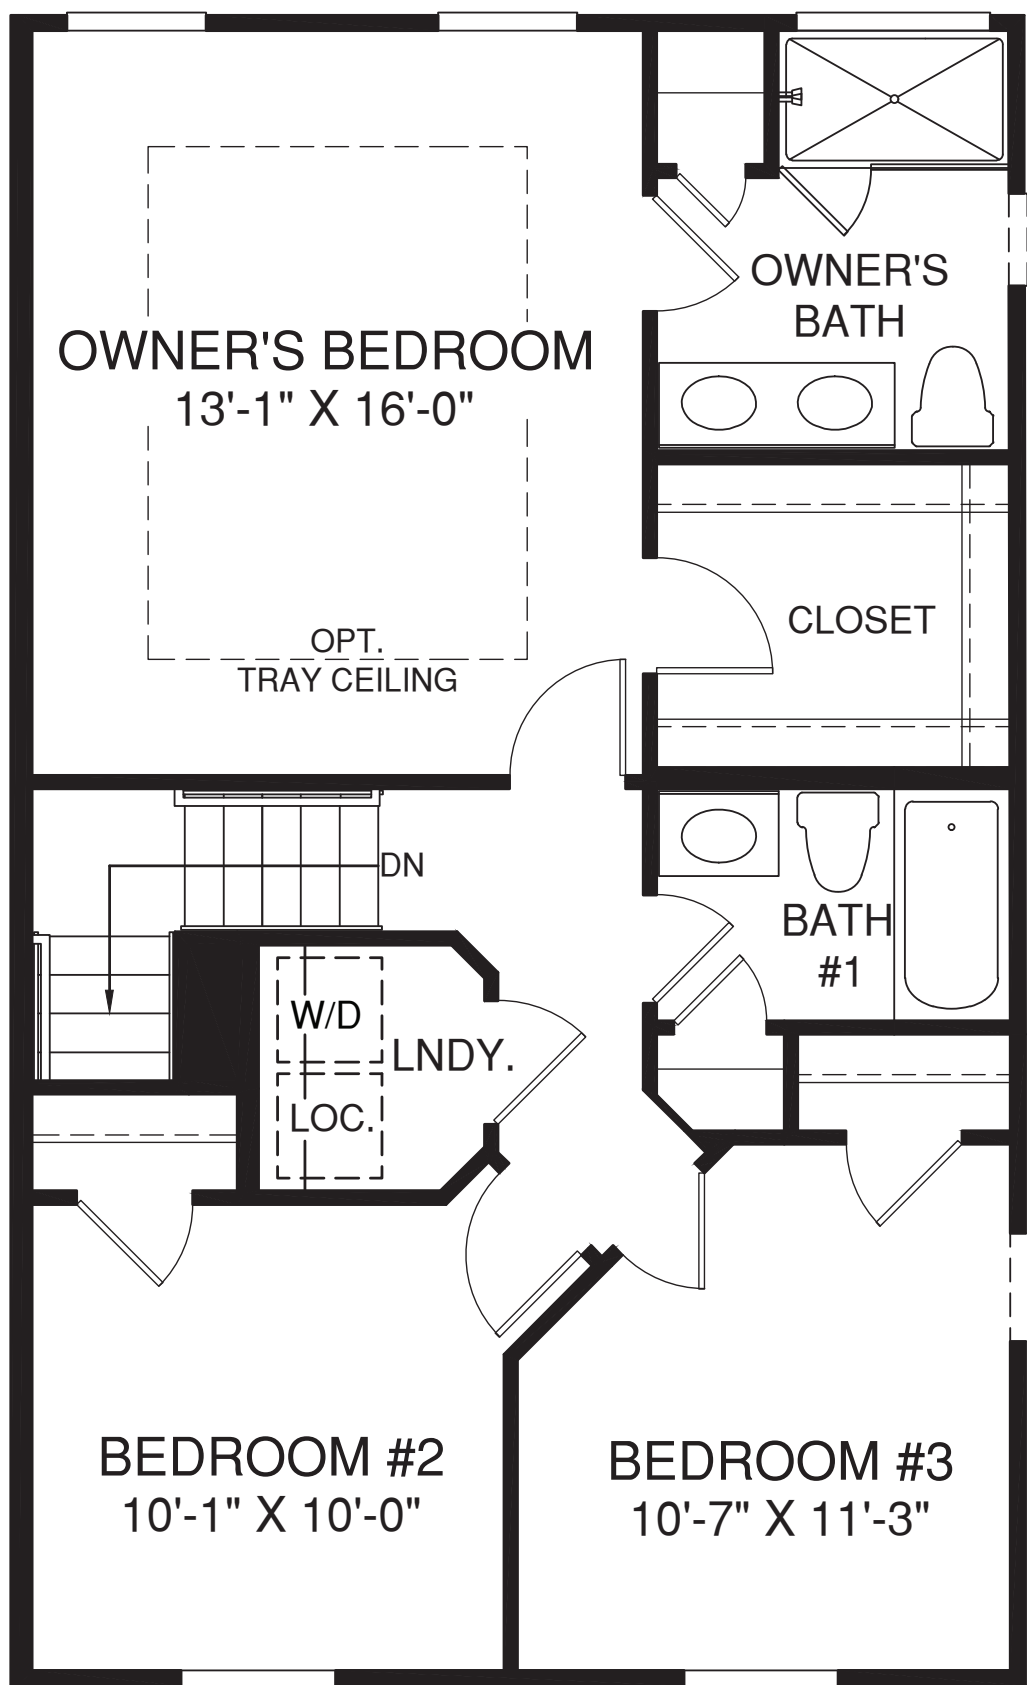 OWNER'S
BATH
OWNER'S BEDROOM
13'-1" X 16'-0"
CLOSET
OPT.
TRAY CEILING
DN
BATH
#1
W/D
LNDY.
LOC.
BEDROOM #2
10'-1" X 10'-0"
BEDROOM #3
10'-7" X 11'-3"